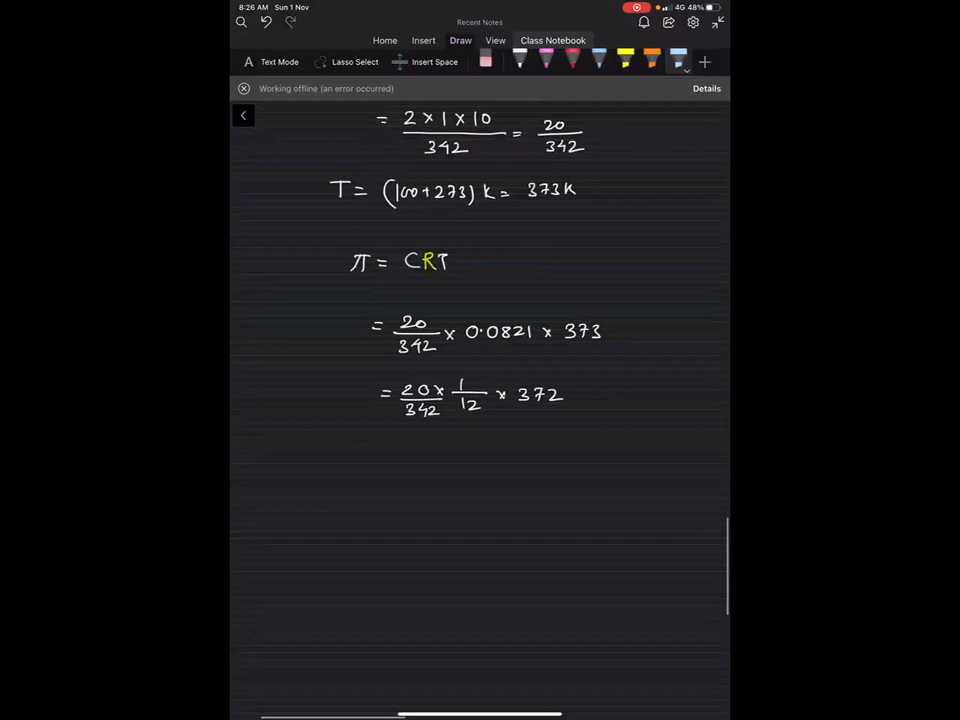 8:26 AM Sun 1 Nov 4G 48%
Recent Notes
Home Insert Draw View Class Notebook
A Text Mode Lasso Select Insert Space
Working offline (an error occurred) Details
= 2 × 1 × 10 / 342 = 20 / 342
T = (100+273) K = 373K
π = CRT
= 20 / 342 × 0.0821 × 373
= 20 / 342 × 1 / 12 × 372